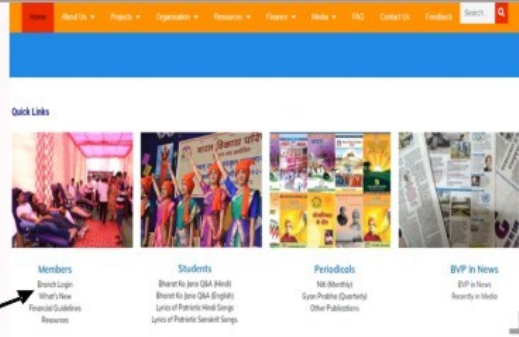 Home About Us Projects Organisation Resources Finance Media FAQ Contact Us Feedback Search...
Quick Links
भारत विकास परि
Members
Branch Login
What's New
Financial Guidelines
Resources
Students
Bharat Ko Jano Q&A (Hindi)
Bharat Ko Jano Q&A (English)
Lyrics of Patriotic Hindi Songs
Lyrics of Patriotic Sanskrit Songs
Periodicals
Niti (Monthly)
Gyan Prabha (Quarterly)
Other Publications
BVP In News
BVP in News
Recently in Media